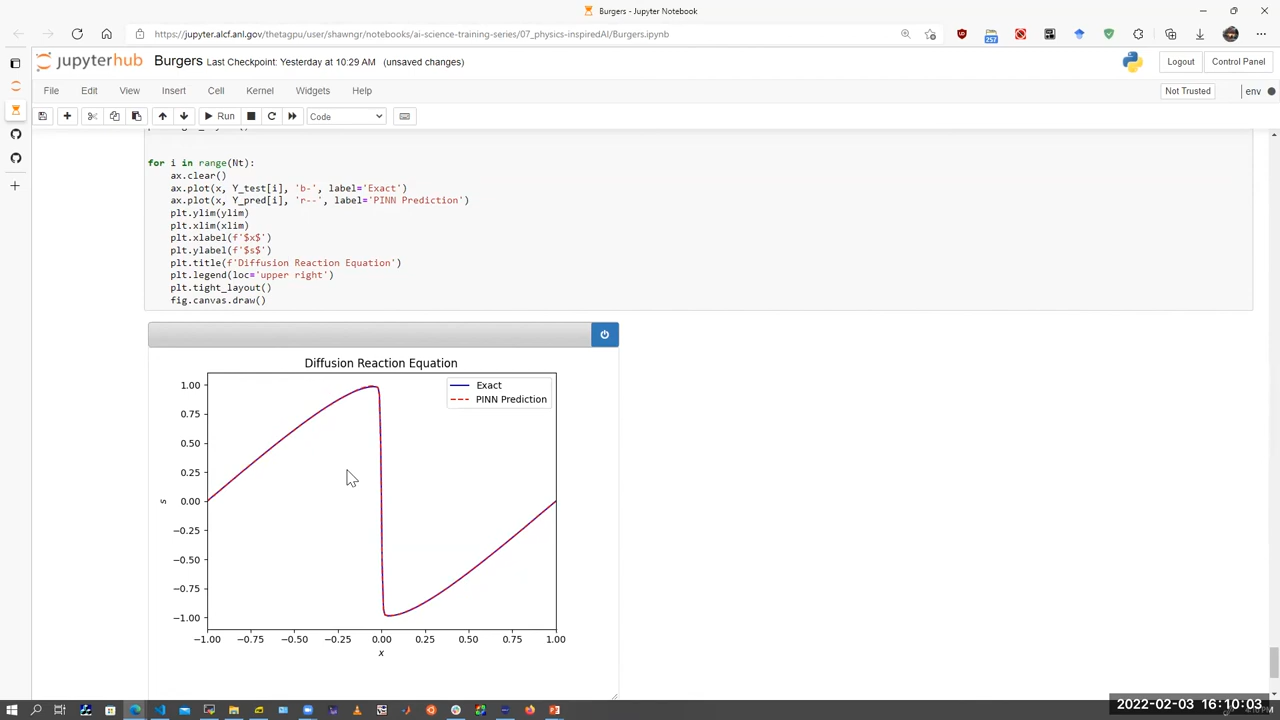 Burgers - Jupyter Notebook
https://jupyter.alcf.anl.gov/thetagpu/user/shawngr/notebooks/ai-science-training-series/07_physics-inspiredAI/Burgers.ipynb
257
jupyterhub Burgers Last Checkpoint: Yesterday at 10:29 AM (unsaved changes)
Logout Control Panel
File Edit View Insert Cell Kernel Widgets Help
Not Trusted env
Run Code
for i in range(Nt):
    ax.clear()
    ax.plot(x, Y_test[i], 'b-', label='Exact')
    ax.plot(x, Y_pred[i], 'r--', label='PINN Prediction')
    plt.ylim(ylim)
    plt.xlim(xlim)
    plt.xlabel(f'$x$')
    plt.ylabel(f'$s$')
    plt.title(f'Diffusion Reaction Equation')
    plt.legend(loc='upper right')
    plt.tight_layout()
    fig.canvas.draw()
Diffusion Reaction Equation
Exact
PINN Prediction
1.00
0.75
0.50
0.25
0.00
−0.25
−0.50
−0.75
−1.00
s
−1.00 −0.75 −0.50 −0.25 0.00 0.25 0.50 0.75 1.00
x
2022-02-03 16:10:03